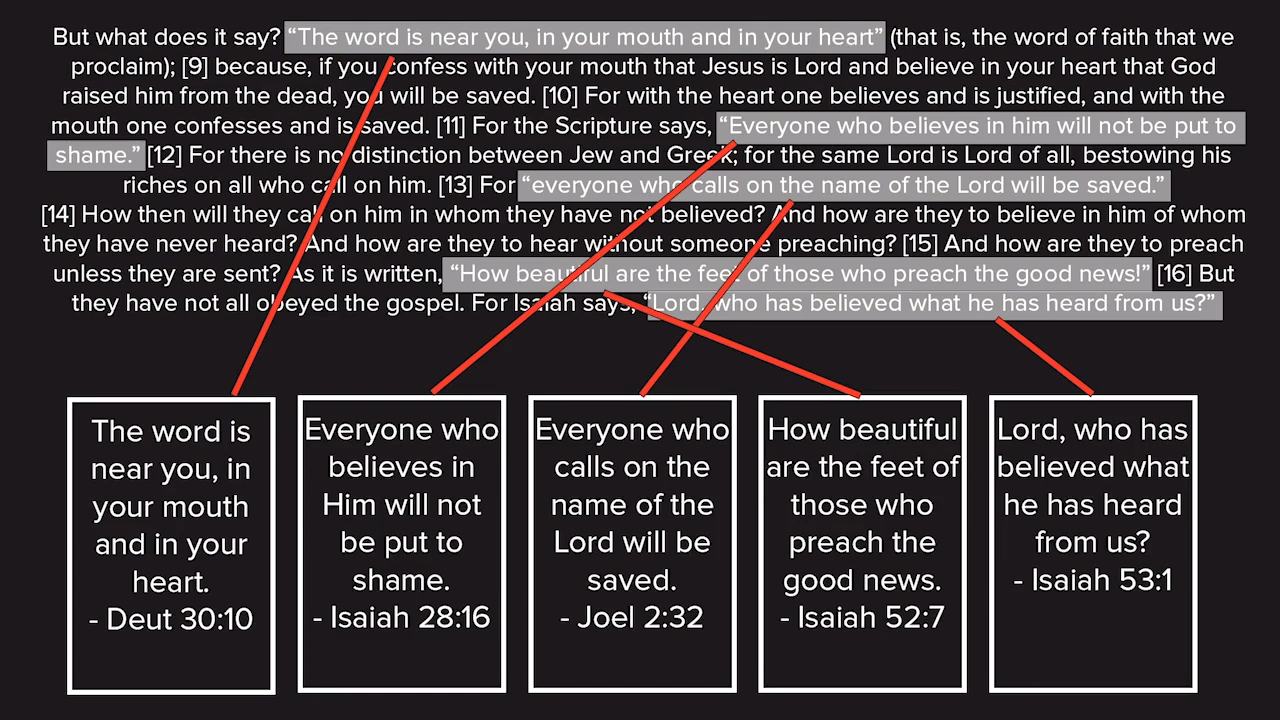 But what does it say? “The word is near you, in your mouth and in your heart” (that is, the word of faith that we
proclaim); [9] because, if you confess with your mouth that Jesus is Lord and believe in your heart that God
raised him from the dead, you will be saved. [10] For with the heart one believes and is justified, and with the
mouth one confesses and is saved. [11] For the Scripture says, “Everyone who believes in him will not be put to
shame.” [12] For there is no distinction between Jew and Greek; for the same Lord is Lord of all, bestowing his
riches on all who call on him. [13] For “everyone who calls on the name of the Lord will be saved.”
[14] How then will they call on him in whom they have not believed? And how are they to believe in him of whom
they have never heard? And how are they to hear without someone preaching? [15] And how are they to preach
unless they are sent? As it is written, “How beautiful are the feet of those who preach the good news!” [16] But
they have not all obeyed the gospel. For Isaiah says, “Lord, who has believed what he has heard from us?”
The word is
near you, in
your mouth
and in your
heart.
- Deut 30:10
Everyone who
believes in
Him will not
be put to
shame.
- Isaiah 28:16
Everyone who
calls on the
name of the
Lord will be
saved.
- Joel 2:32
How beautiful
are the feet of
those who
preach the
good news.
- Isaiah 52:7
Lord, who has
believed what
he has heard
from us?
- Isaiah 53:1